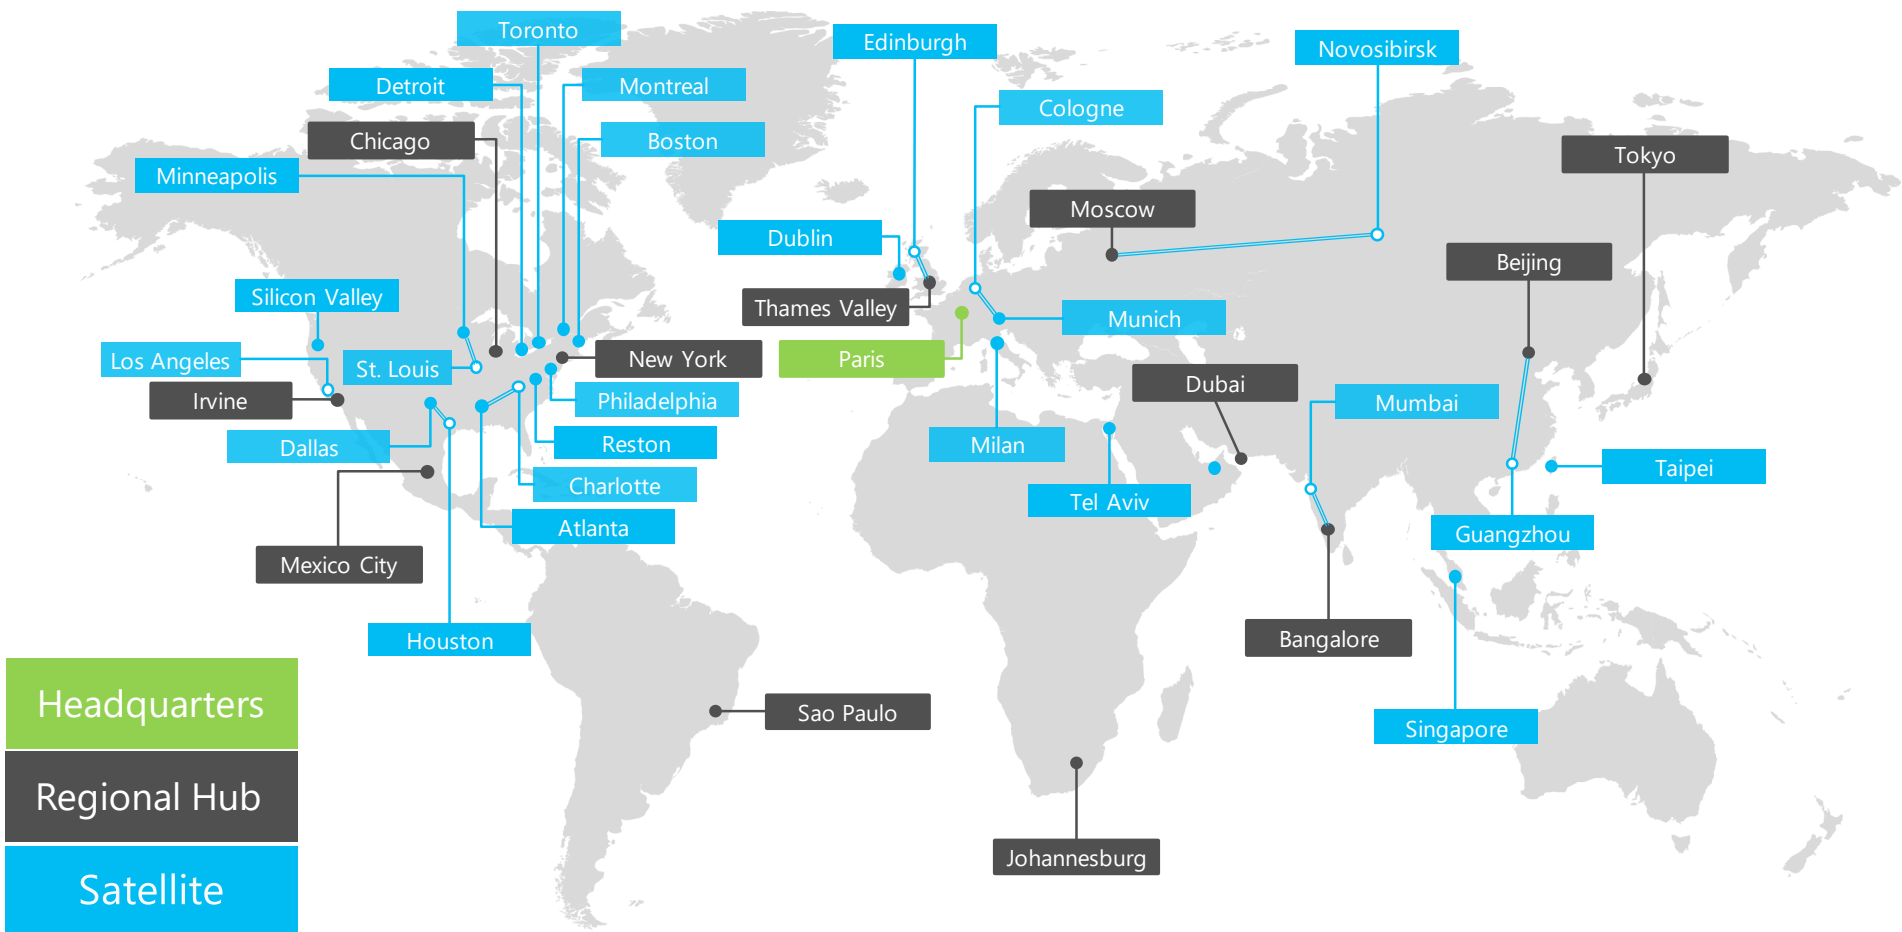 Toronto
Edinburgh
Novosibirsk
Detroit
Montreal
Cologne
Chicago
Boston
Tokyo
Minneapolis
Moscow
Dublin
Beijing
Silicon Valley
Thames Valley
Munich
Los Angeles
St. Louis
New York
Paris
Dubai
Irvine
Philadelphia
Mumbai
Dallas
Reston
Milan
Taipei
Charlotte
Tel Aviv
Atlanta
Guangzhou
Mexico City
Houston
Bangalore
Headquarters
Sao Paulo
Singapore
Regional Hub
Johannesburg
Satellite